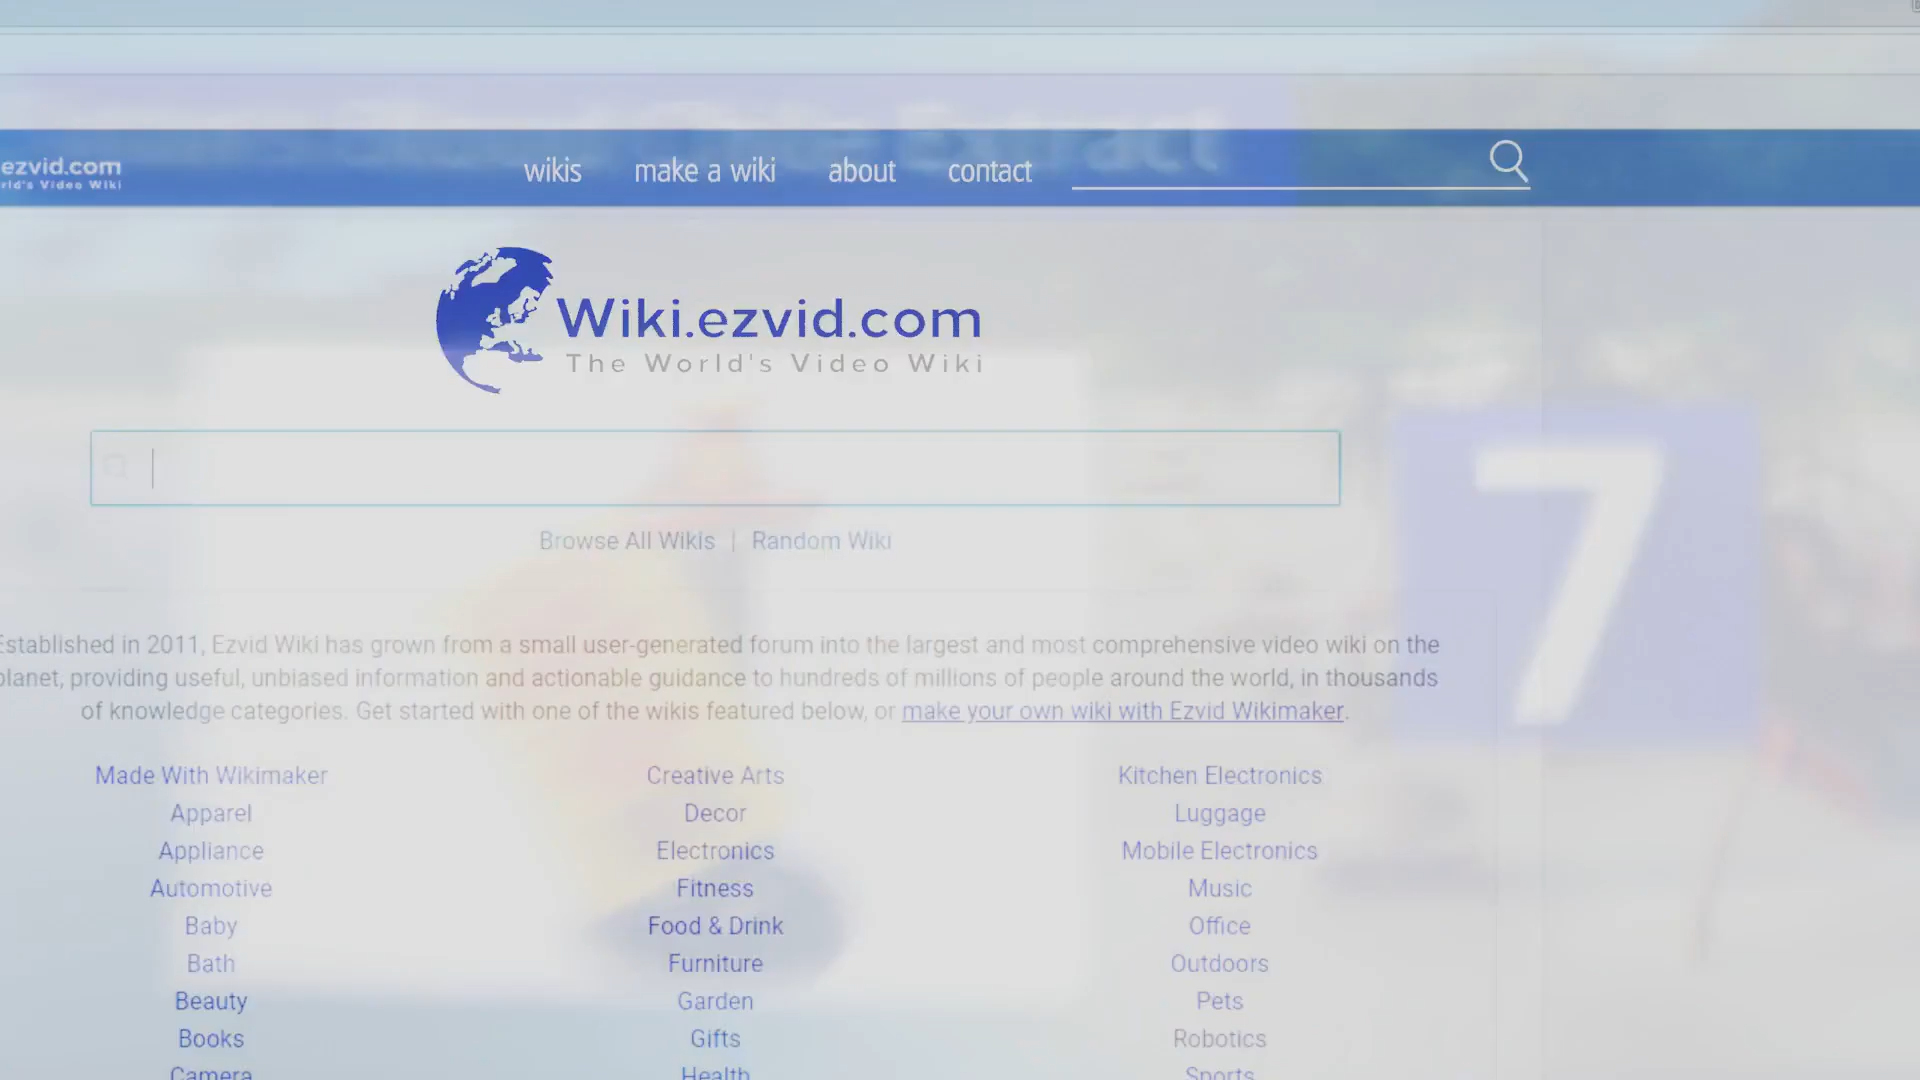 ezvid.com
wikis make a wiki about contact
Extract
Wiki.ezvid.com
The World's Video Wiki
Browse All Wikis | Random Wiki
7
Established in 2011, Ezvid Wiki has grown from a small user-generated forum into the largest and most comprehensive video wiki on the
planet, providing useful, unbiased information and actionable guidance to hundreds of millions of people around the world, in thousands
of knowledge categories. Get started with one of the wikis featured below, or make your own wiki with Ezvid Wikimaker.
Made With Wikimaker
Apparel
Appliance
Automotive
Baby
Bath
Beauty
Books
Camera
Creative Arts
Decor
Electronics
Fitness
Food & Drink
Furniture
Garden
Gifts
Health
Kitchen Electronics
Luggage
Mobile Electronics
Music
Office
Outdoors
Pets
Robotics
Sports